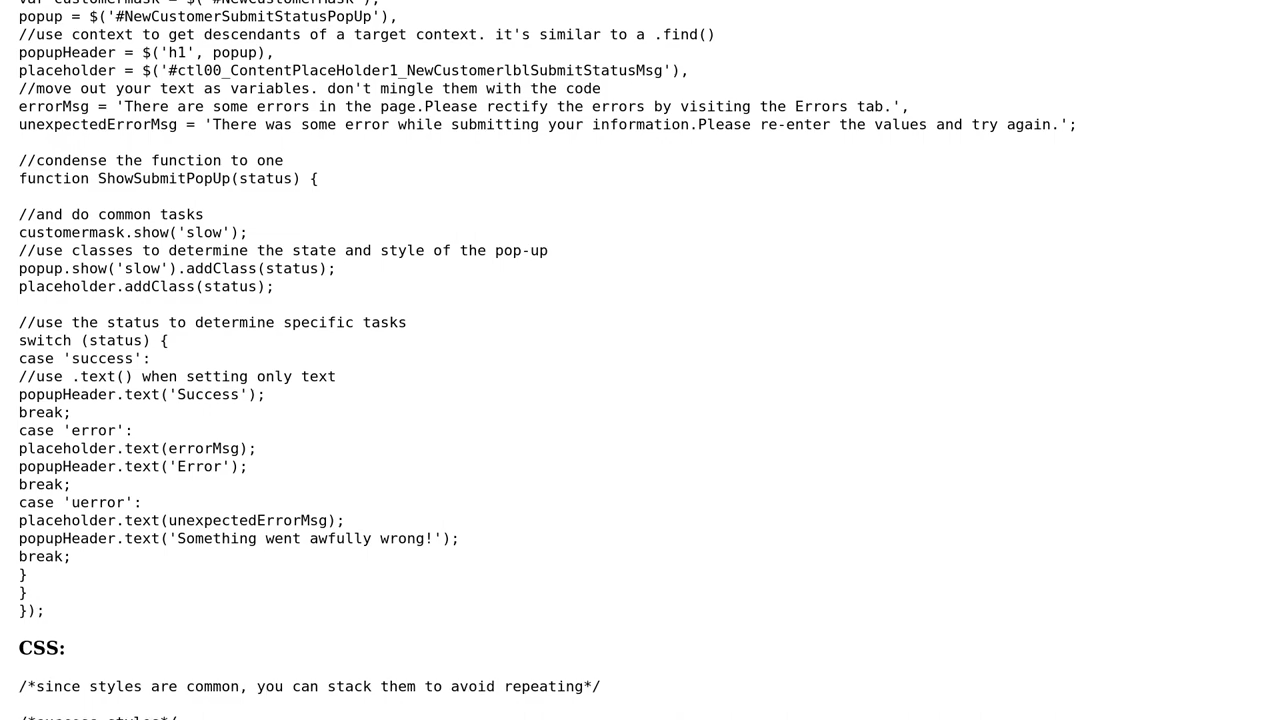 var customermask = $('#NewCustomerMask'),
popup = $('#NewCustomerSubmitStatusPopUp'),
//use context to get descendants of a target context. it's similar to a .find()
popupHeader = $('h1', popup),
placeholder = $('#ctl00_ContentPlaceHolder1_NewCustomerlblSubmitStatusMsg'),
//move out your text as variables. don't mingle them with the code
errorMsg = 'There are some errors in the page.Please rectify the errors by visiting the Errors tab.',
unexpectedErrorMsg = 'There was some error while submitting your information.Please re-enter the values and try again.';

//condense the function to one
function ShowSubmitPopUp(status) {

//and do common tasks
customermask.show('slow');
//use classes to determine the state and style of the pop-up
popup.show('slow').addClass(status);
placeholder.addClass(status);

//use the status to determine specific tasks
switch (status) {
case 'success':
//use .text() when setting only text
popupHeader.text('Success');
break;
case 'error':
placeholder.text(errorMsg);
popupHeader.text('Error');
break;
case 'uerror':
placeholder.text(unexpectedErrorMsg);
popupHeader.text('Something went awfully wrong!');
break;
}
}
});
CSS:
/*since styles are common, you can stack them to avoid repeating*/

/*success styles*/